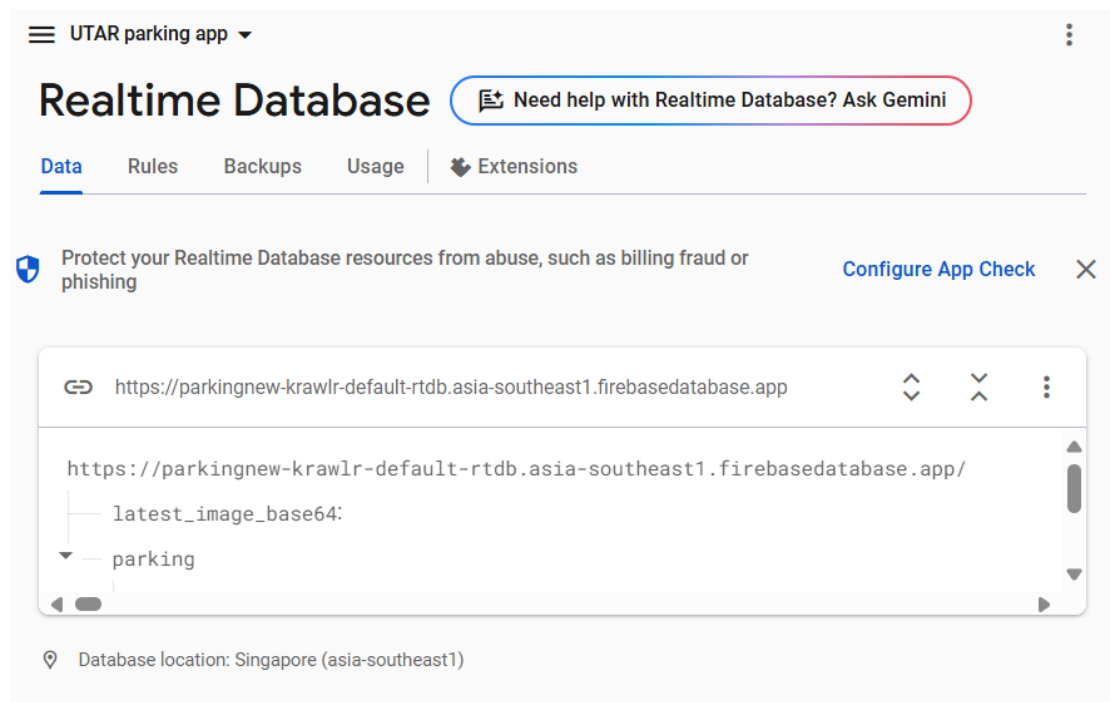 UTAR parking app
Realtime Database
Need help with Realtime Database? Ask Gemini
Data Rules Backups Usage Extensions
Protect your Realtime Database resources from abuse, such as billing fraud or
phishing
Configure App Check
https://parkingnew-krawlr-default-rtdb.asia-southeast1.firebasedatabase.app
https://parkingnew-krawlr-default-rtdb.asia-southeast1.firebasedatabase.app/
latest_image_base64:
parking
Database location: Singapore (asia-southeast1)